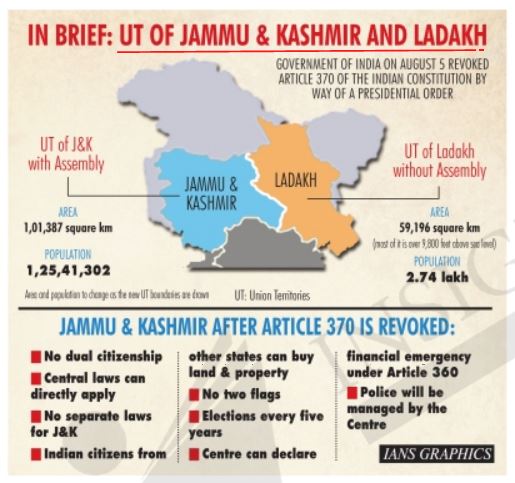 IN BRIEF: UT OF JAMMU & KASHMIR AND LADAKH
GOVERNMENT OF INDIA ON AUGUST 5 REVOKED
ARTICLE 370 OF THE INDIAN CONSTITUTION BY
WAY OF A PRESIDENTIAL ORDER
UT of J&K
with Assembly
AREA
1,01,387 square km
POPULATION
1,25,41,302
Area and population to change as the new UT boundaries are drawn
JAMMU &
KASHMIR
LADAKH
UT of Ladakh
without Assembly
AREA
59,196 square km
(most of it is over 9,800 feet above sea level)
POPULATION
2.74 lakh
UT: Union Territories
JAMMU & KASHMIR AFTER ARTICLE 370 IS REVOKED:
No dual citizenship
Central laws can
directly apply
No separate laws
for J&K
Indian citizens from
other states can buy
land & property
No two flags
Elections every five
years
Centre can declare
financial emergency
under Article 360
Police will be
managed by the
Centre
IANS GRAPHICS